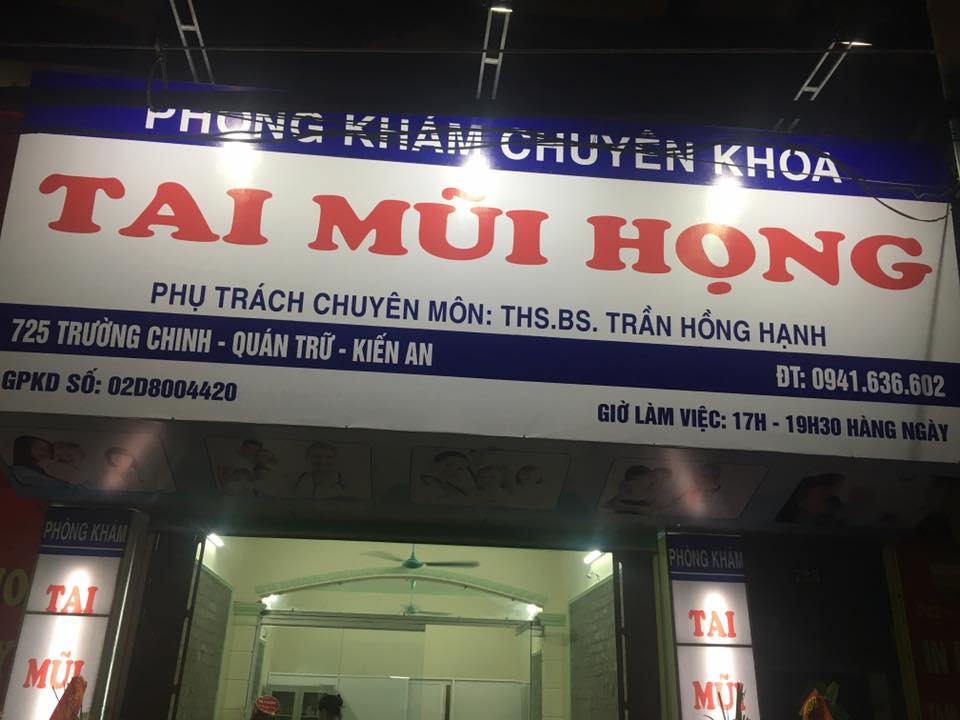 PHÒNG KHÁM CHUYÊN KHOA
TAI MŨI HỌNG
PHỤ TRÁCH CHUYÊN MÔN: THS.BS. TRẦN HỒNG HẠNH
725 TRƯỜNG CHINH - QUÁN TRỮ - KIẾN AN
ĐT: 0941.636.602
GPKD SỐ: 02D8004420
GIỜ LÀM VIỆC: 17H - 19H30 HÀNG NGÀY
PHÒNG KHÁM
TAI
MŨI
PHÒNG KHÁM
TAI
MŨI